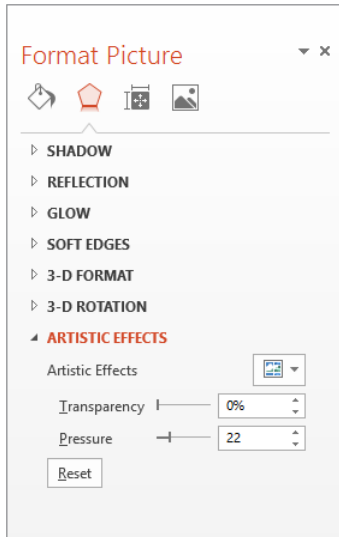 Format Picture
SHADOW
REFLECTION
GLOW
SOFT EDGES
3-D FORMAT
3-D ROTATION
ARTISTIC EFFECTS
Artistic Effects
Transparency 0%
Pressure 22
Reset